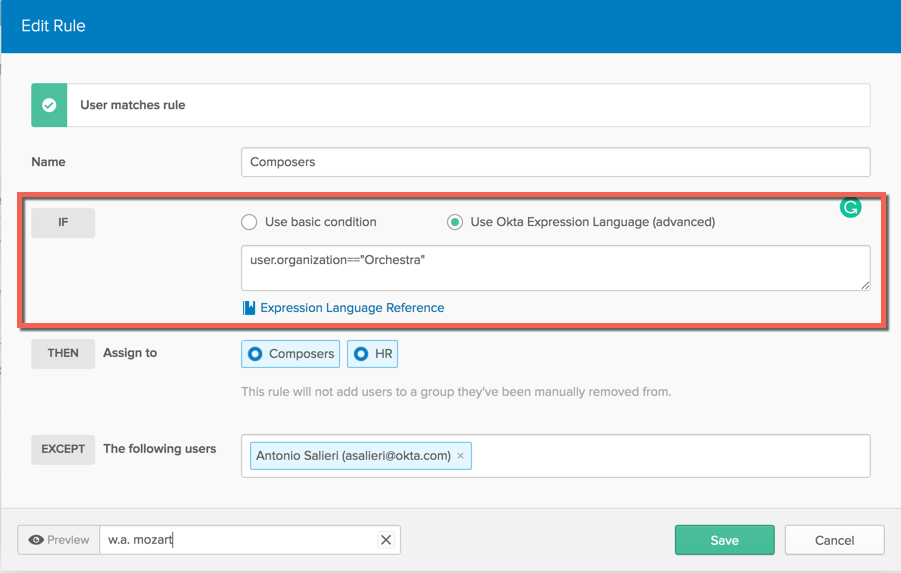 Edit Rule
User matches rule
Name Composers
IF Use basic condition Use Okta Expression Language (advanced)
user.organization=="Orchestra"
Expression Language Reference
THEN Assign to Composers HR
This rule will not add users to a group they've been manually removed from.
EXCEPT The following users Antonio Salieri (asalieri@okta.com) ×
Preview w.a. mozart Save Cancel